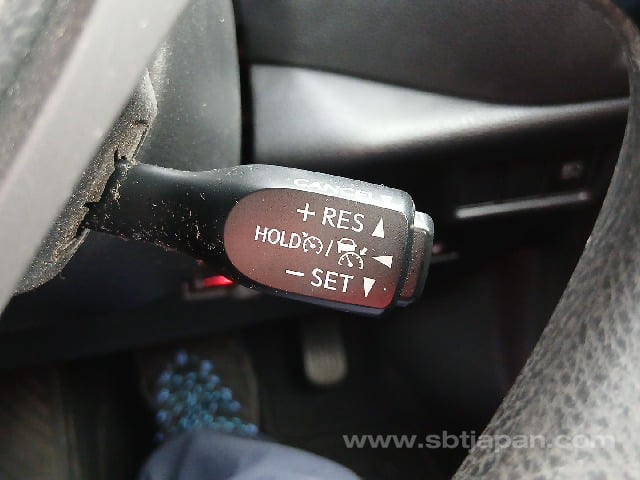 CANCEL
+ RES ▲
HOLD / ◀
− SET ▼
www.sbtjapan.com